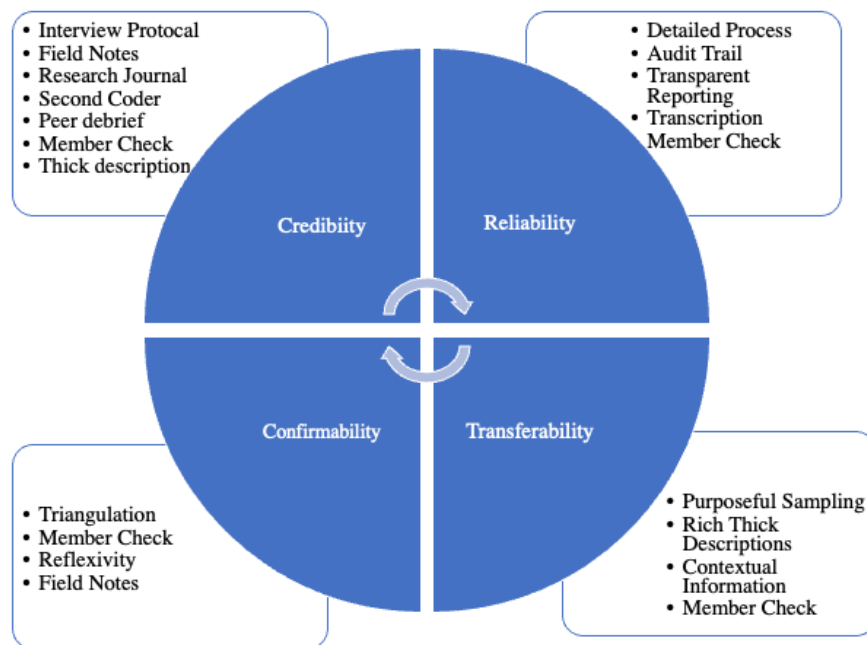 • Interview Protocal
• Field Notes
• Research Journal
• Second Coder
• Peer debrief
• Member Check
• Thick description
• Detailed Process
• Audit Trail
• Transparent
Reporting
• Transcription
Member Check
Credibiity
Reliability
Confirmability
Transferability
• Triangulation
• Member Check
• Reflexivity
• Field Notes
• Purposeful Sampling
• Rich Thick
Descriptions
• Contextual
Information
• Member Check